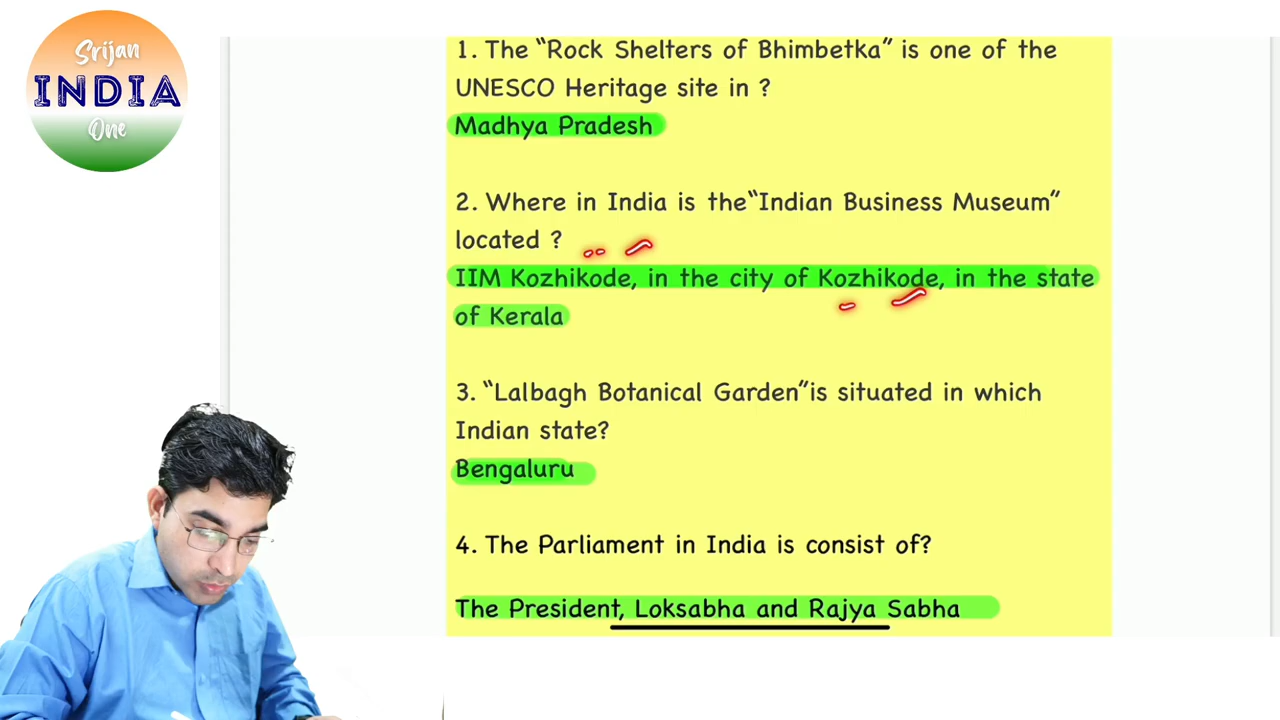 Srijan
INDIA
One
1. The “Rock Shelters of Bhimbetka” is one of the
UNESCO Heritage site in ?
Madhya Pradesh
2. Where in India is the“Indian Business Museum”
located ?
IIM Kozhikode, in the city of Kozhikode, in the state
of Kerala
3. “Lalbagh Botanical Garden”is situated in which
Indian state?
Bengaluru
4. The Parliament in India is consist of?
The President, Loksabha and Rajya Sabha